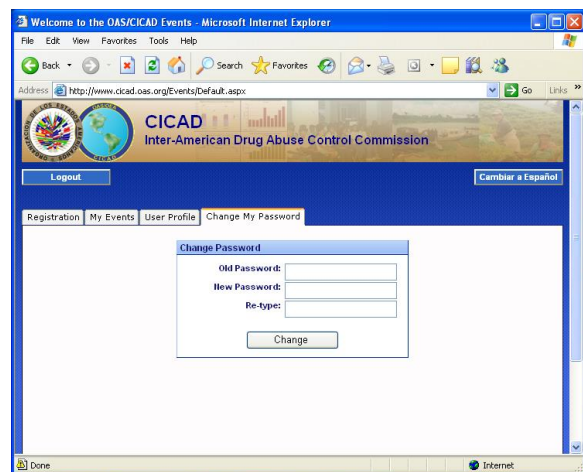 Welcome to the OAS/CICAD Events - Microsoft Internet Explorer
File Edit View Favorites Tools Help
Back Search Favorites
Address http://www.cicad.oas.org/Events/Default.aspx Go Links »
CICAD
Inter-American Drug Abuse Control Commission
Logout Cambiar a Español
Registration My Events User Profile Change My Password
Change Password
Old Password:
New Password:
Re-type:
Change
Done Internet